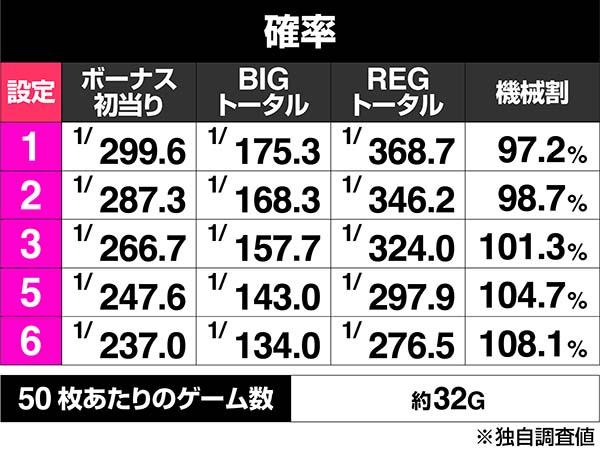 確率
設定 ボーナス初当り BIGトータル REGトータル 機械割
1 1/299.6 1/175.3 1/368.7 97.2%
2 1/287.3 1/168.3 1/346.2 98.7%
3 1/266.7 1/157.7 1/324.0 101.3%
5 1/247.6 1/143.0 1/297.9 104.7%
6 1/237.0 1/134.0 1/276.5 108.1%
50枚あたりのゲーム数 約32G
※独自調査値